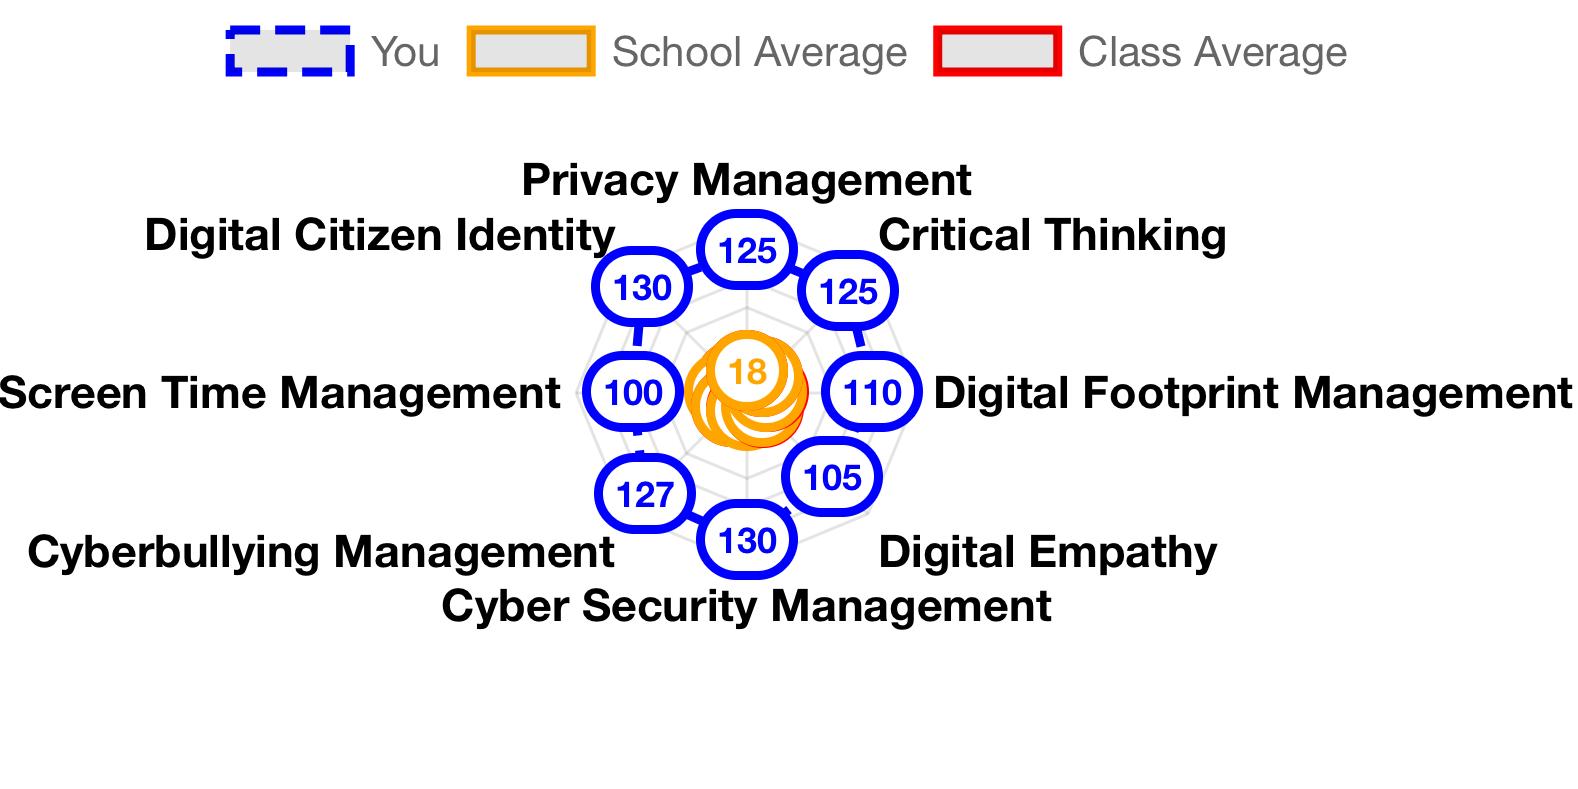 You School Average Class Average
Privacy Management
Digital Citizen Identity Critical Thinking
125
130 125
18
Screen Time Management 100 110 Digital Footprint Management
105
127
130
Cyberbullying Management Digital Empathy
Cyber Security Management